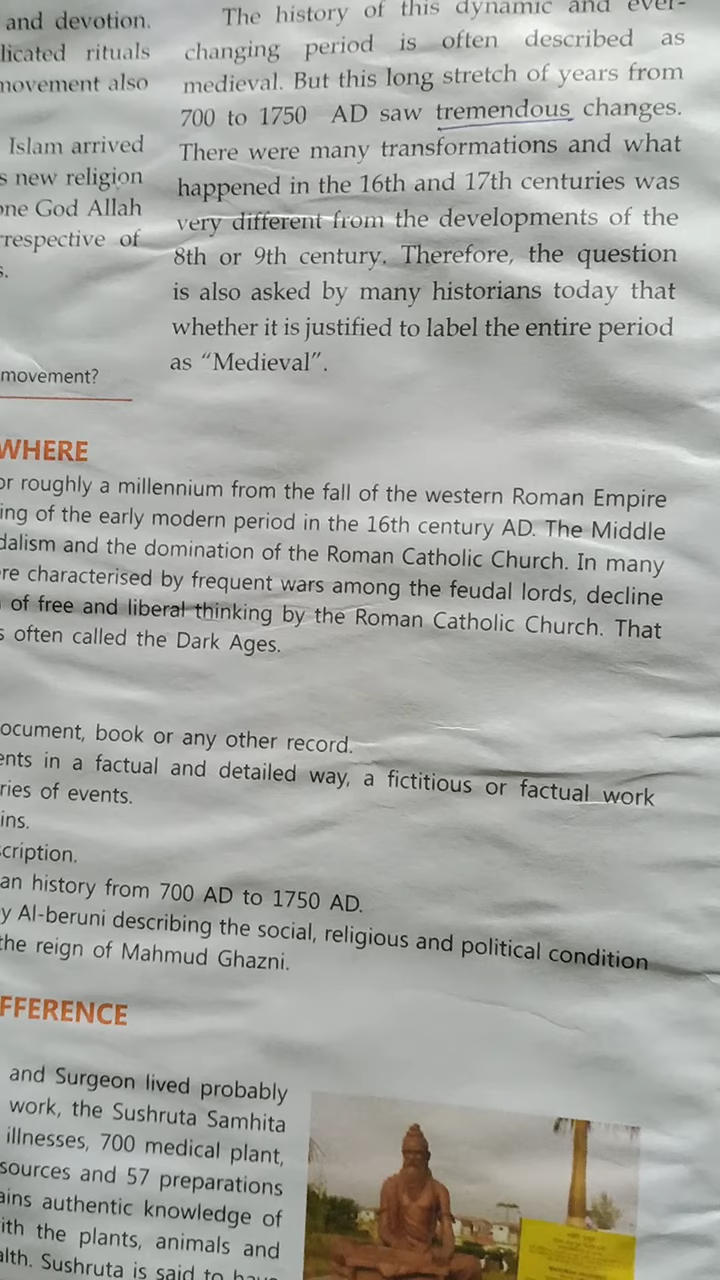 and devotion.
rituals
movement also
Islam arrived
new religion
one God Allah
respective of
movement?
The history of this dynamic and ever-
changing period is often described as
medieval. But this long stretch of years from
700 to 1750 AD saw tremendous changes.
There were many transformations and what
happened in the 16th and 17th centuries was
very different from the developments of the
8th or 9th century. Therefore, the question
is also asked by many historians today that
whether it is justified to label the entire period
as “Medieval”.
WHERE
or roughly a millennium from the fall of the western Roman Empire
ing of the early modern period in the 16th century AD. The Middle
dalism and the domination of the Roman Catholic Church. In many
re characterised by frequent wars among the feudal lords, decline
of free and liberal thinking by the Roman Catholic Church. That
s often called the Dark Ages.
ocument, book or any other record.
ents in a factual and detailed way, a fictitious or factual work
ries of events.
ins.
cription.
an history from 700 AD to 1750 AD.
y Al-beruni describing the social, religious and political condition
the reign of Mahmud Ghazni.
FFERENCE
and Surgeon lived probably
work, the Sushruta Samhita
illnesses, 700 medical plant,
sources and 57 preparations
ains authentic knowledge of
ith the plants, animals and
alth. Sushruta is said to have